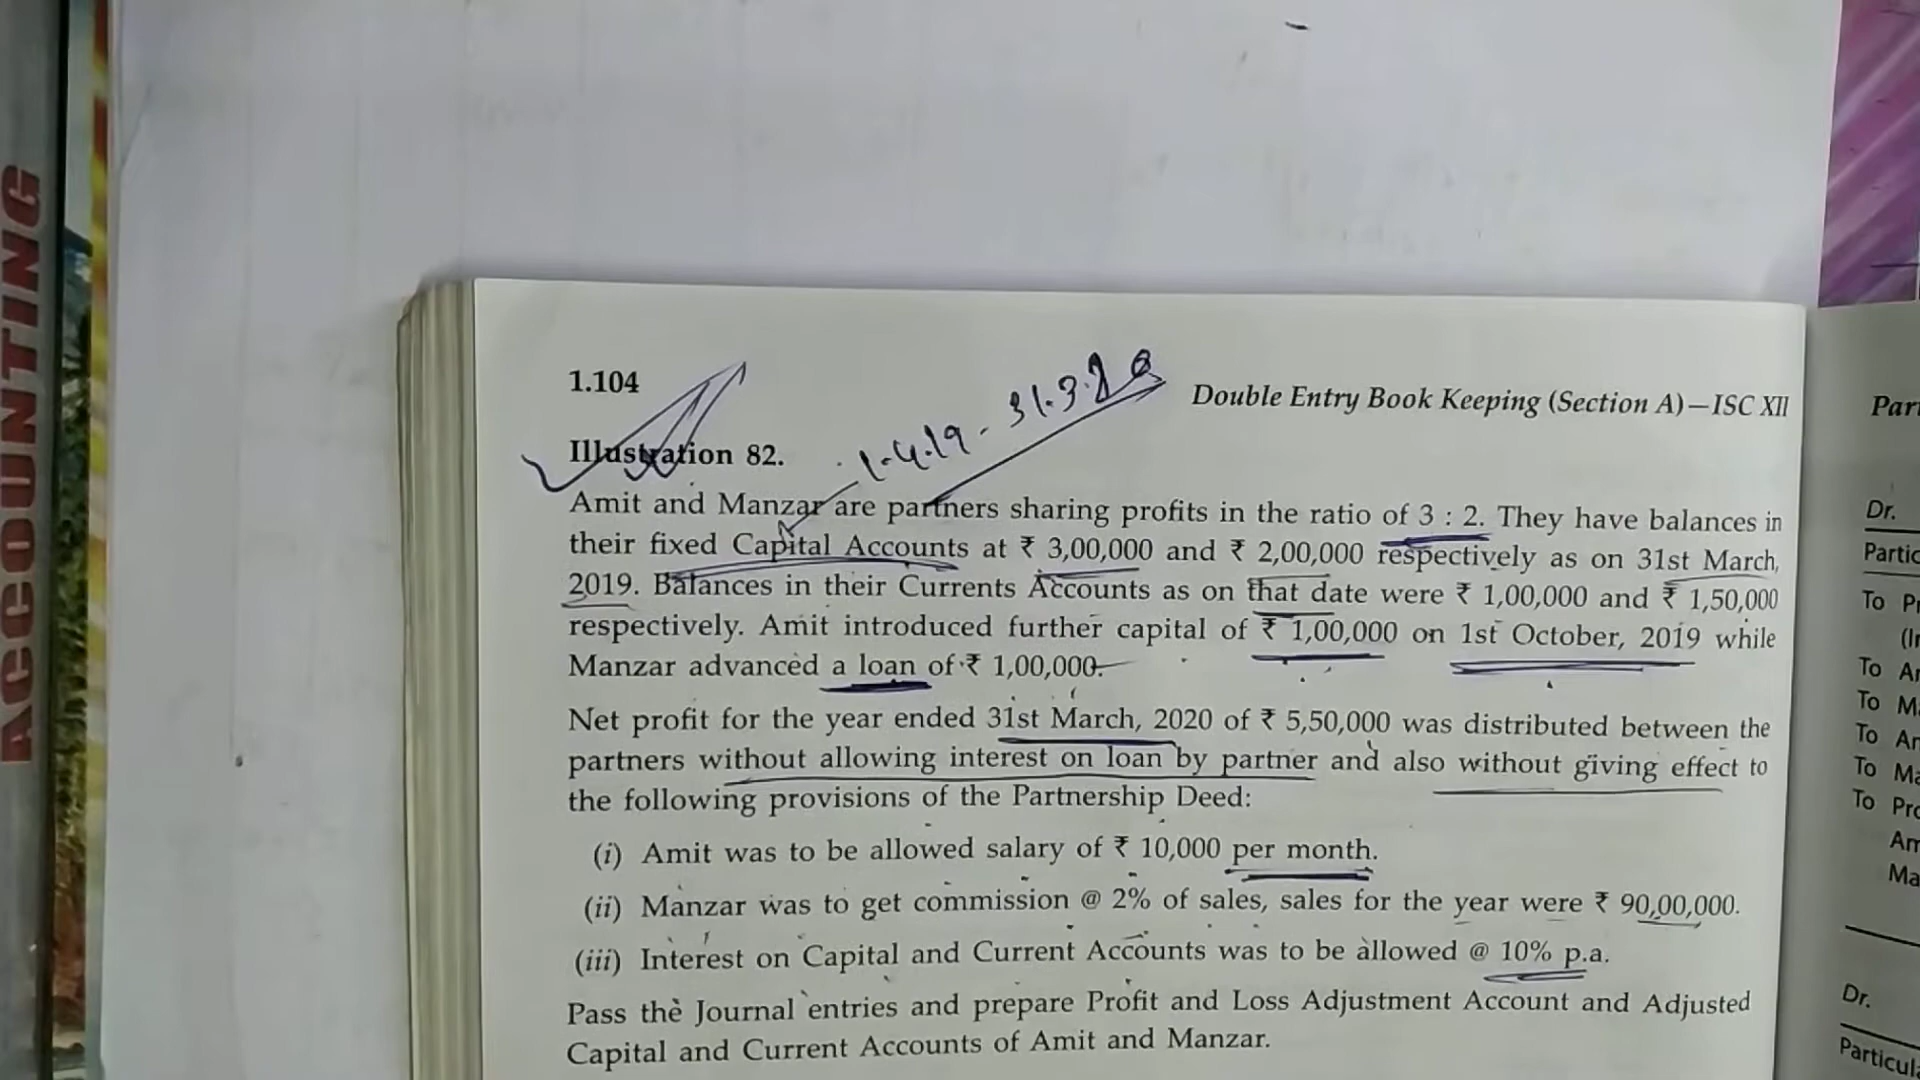 ACCOUNTING
1.104
1.4.19 - 31.3.20
Double Entry Book Keeping (Section A)—ISC XII
Illustration 82.
Amit and Manzar are partners sharing profits in the ratio of 3 : 2. They have balances in
their fixed Capital Accounts at ₹ 3,00,000 and ₹ 2,00,000 respectively as on 31st March,
2019. Balances in their Currents Accounts as on that date were ₹ 1,00,000 and ₹ 1,50,000
respectively. Amit introduced further capital of ₹ 1,00,000 on 1st October, 2019 while
Manzar advanced a loan of ₹ 1,00,000.
Net profit for the year ended 31st March, 2020 of ₹ 5,50,000 was distributed between the
partners without allowing interest on loan by partner and also without giving effect to
the following provisions of the Partnership Deed:
(i) Amit was to be allowed salary of ₹ 10,000 per month.
(ii) Manzar was to get commission @ 2% of sales, sales for the year were ₹ 90,00,000.
(iii) Interest on Capital and Current Accounts was to be allowed @ 10% p.a.
Pass the Journal entries and prepare Profit and Loss Adjustment Account and Adjusted
Capital and Current Accounts of Amit and Manzar.
Dr.
To
To
To
To
To
To
Dr.